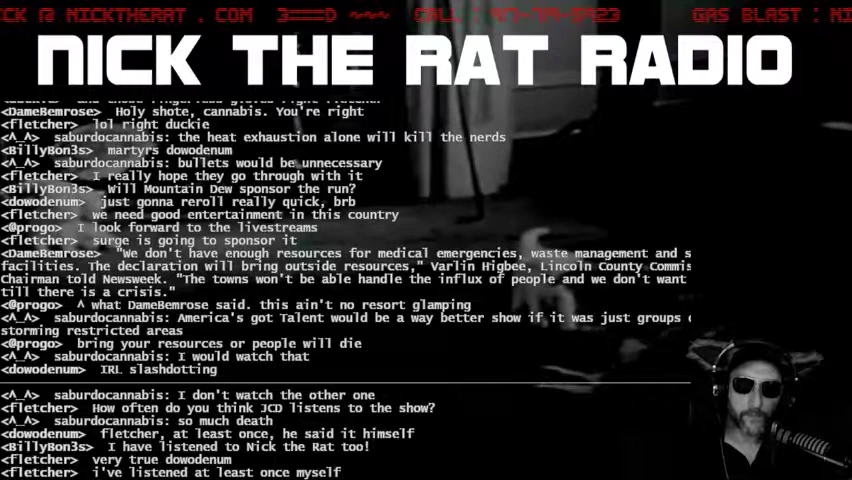 CK @ NICKTHERAT . COM 3===D ~~~~ CALL :
GAS BLAST : NI
NICK THE RAT RADIO
<DameBemrose> Holy shote, cannabis. You're right
<fletcher> lol right duckie
<^_^> saburdocannabis: the heat exhaustion alone will kill the nerds
<BillyBon3s> martyrs dowodenum
<^_^> saburdocannabis: bullets would be unnecessary
<fletcher> I really hope they go through with it
<BillyBon3s> Will Mountain Dew sponsor the run?
<dowodenum> just gonna reroll really quick, brb
<fletcher> we need good entertainment in this country
<@progo> I look forward to the livestreams
<fletcher> surge is going to sponsor it
<DameBemrose> "We don't have enough resources for medical emergencies, waste management and s
facilities. The declaration will bring outside resources," Varlin Higbee, Lincoln County Commis
Chairman told Newsweek. "The towns won't be able handle the influx of people and we don't want
till there is a crisis."
<@progo> ^ what DameBemrose said. this ain't no resort glamping
<^_^> saburdocannabis: America's got Talent would be a way better show if it was just groups
storming restricted areas
<@progo> bring your resources or people will die
<^_^> saburdocannabis: I would watch that
<dowodenum> IRL slashdotting
<^_^> saburdocannabis: I don't watch the other one
<fletcher> How often do you think JCD listens to the show?
<^_^> saburdocannabis: so much death
<dowodenum> fletcher, at least once, he said it himself
<BillyBon3s> I have listened to Nick the Rat too!
<fletcher> very true dowodenum
<fletcher> i've listened at least once myself